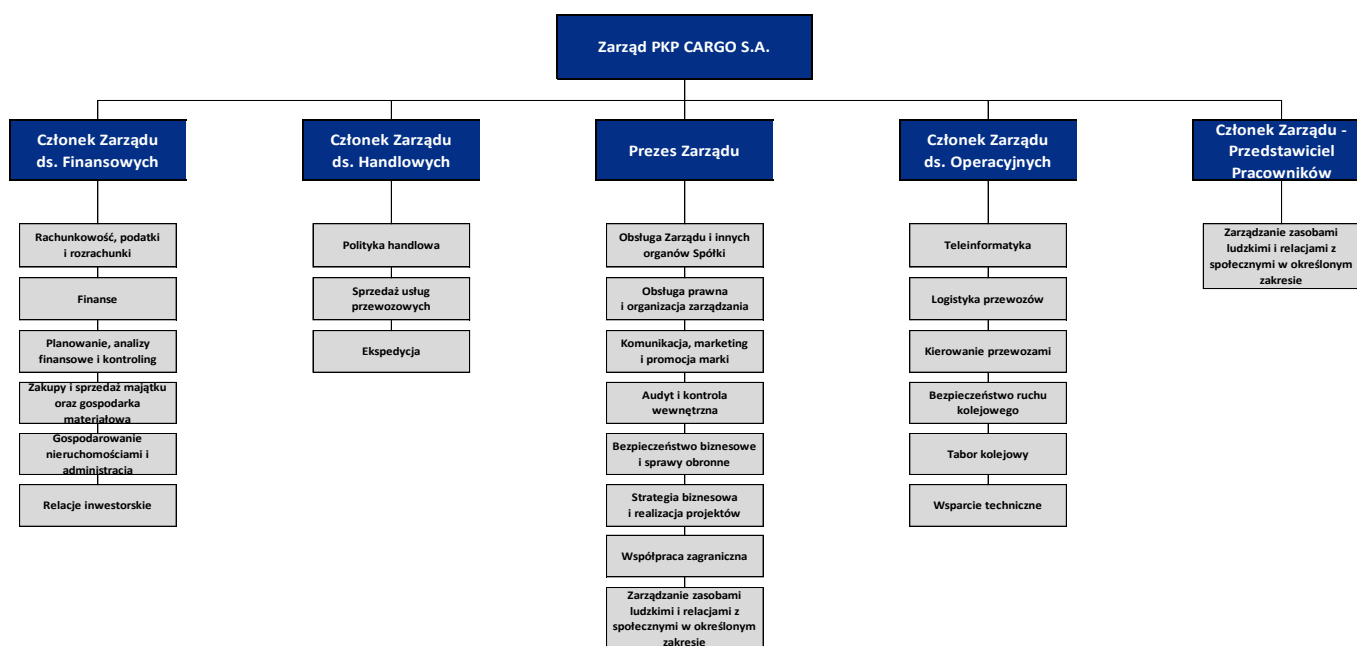 Zarząd PKP CARGO S.A.
Członek Zarządu
ds. Finansowych
Rachunkowość, podatki
i rozrachunki
Finanse
Planowanie, analizy
finansowe i kontroling
Zakupy i sprzedaż majątku
oraz gospodarka
materiałowa
Gospodarowanie
nieruchomościami i
administracja
Relacje inwestorskie
Członek Zarządu
ds. Handlowych
Polityka handlowa
Sprzedaż usług
przewozowych
Ekspedycja
Prezes Zarządu
Obsługa Zarządu i innych
organów Spółki
Obsługa prawna
i organizacja zarządzania
Komunikacja, marketing
i promocja marki
Audyt i kontrola
wewnętrzna
Bezpieczeństwo biznesowe
i sprawy obronne
Strategia biznesowa
i realizacja projektów
Współpraca zagraniczna
Zarządzanie zasobami
ludzkimi i relacjami z
społecznymi w określonym
zakresie
Członek Zarządu
ds. Operacyjnych
Teleinformatyka
Logistyka przewozów
Kierowanie przewozami
Bezpieczeństwo ruchu
kolejowego
Tabor kolejowy
Wsparcie techniczne
Członek Zarządu -
Przedstawiciel
Pracowników
Zarządzanie zasobami
ludzkimi i relacjami z
społecznymi w określonym
zakresie